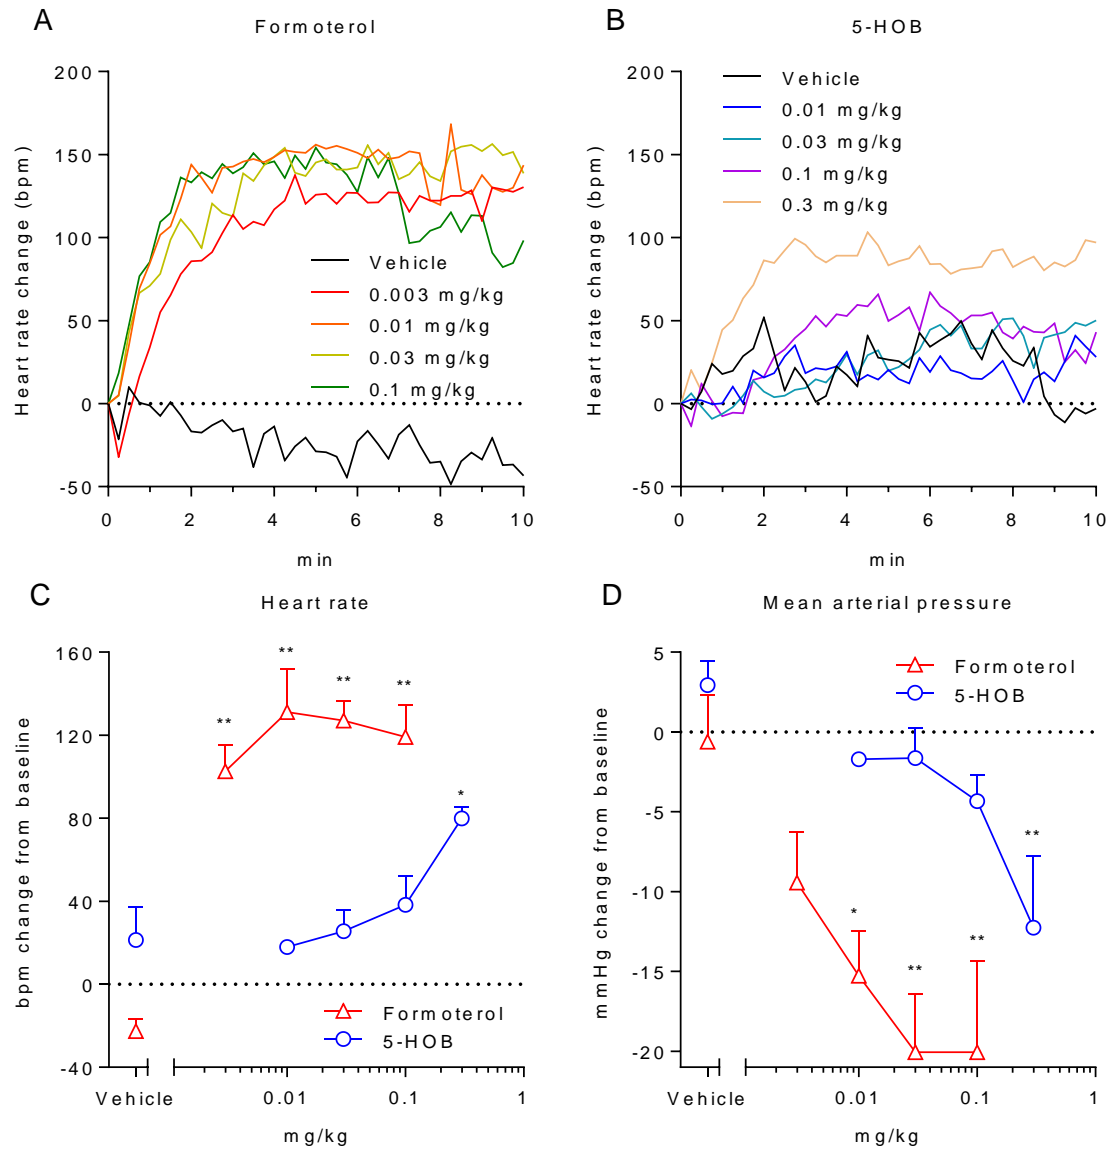 A
Formoterol
200
150
100
50
0
-50
Heart rate change (bpm)
Vehicle
0.003 mg/kg
0.01 mg/kg
0.03 mg/kg
0.1 mg/kg
0 2 4 6 8 10
min
B
5-HOB
200
150
100
50
0
-50
Heart rate change (bpm)
Vehicle
0.01 mg/kg
0.03 mg/kg
0.1 mg/kg
0.3 mg/kg
0 2 4 6 8 10
min
C
Heart rate
160
120
80
40
0
-40
bpm change from baseline
**
**
**
**
*
Formoterol
5-HOB
Vehicle 0.01 0.1 1
mg/kg
D
Mean arterial pressure
5
0
-5
-10
-15
-20
mmHg change from baseline
Formoterol
5-HOB
**
*
**
**
Vehicle 0.01 0.1 1
mg/kg